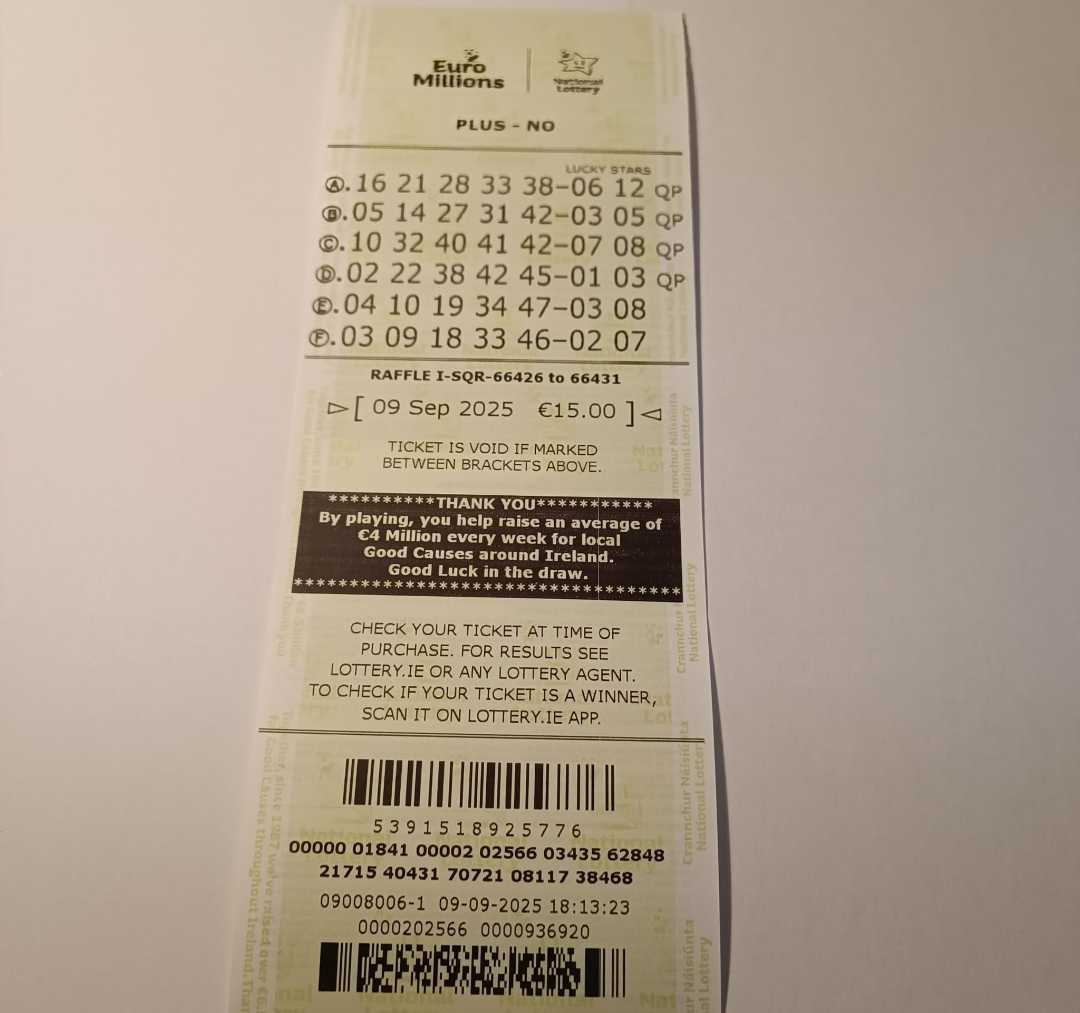 Euro Millions
National Lottery
PLUS - NO
LUCKY STARS
Ⓐ. 16 21 28 33 38-06 12 QP
Ⓑ. 05 14 27 31 42-03 05 QP
Ⓒ. 10 32 40 41 42-07 08 QP
Ⓓ. 02 22 38 42 45-01 03 QP
Ⓔ. 04 10 19 34 47-03 08
Ⓕ. 03 09 18 33 46-02 07
RAFFLE I-SQR-66426 to 66431
▷[ 09 Sep 2025 €15.00 ]◁
TICKET IS VOID IF MARKED
BETWEEN BRACKETS ABOVE.
**********THANK YOU***********
By playing, you help raise an average of
€4 Million every week for local
Good Causes around Ireland.
Good Luck in the draw.
***********************************
CHECK YOUR TICKET AT TIME OF
PURCHASE. FOR RESULTS SEE
LOTTERY.IE OR ANY LOTTERY AGENT.
TO CHECK IF YOUR TICKET IS A WINNER,
SCAN IT ON LOTTERY.IE APP.
5391518925776
00000 01841 00002 02566 03435 62848
21715 40431 70721 08117 38468
09008006-1 09-09-2025 18:13:23
0000202566 0000936920
Crannchur Náisiúnta
National Lottery